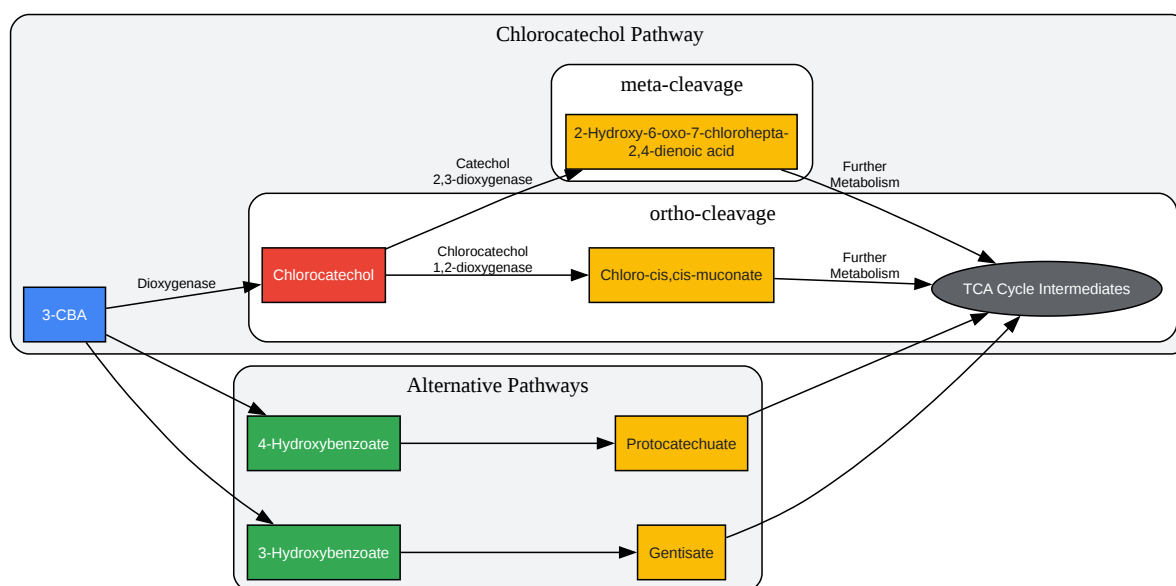 Chlorocatechol Pathway
meta-cleavage
2-Hydroxy-6-oxo-7-chlorohepta-
2,4-dienoic acid
Catechol
2,3-dioxygenase
Further
Metabolism
ortho-cleavage
Chlorocatechol
Chlorocatechol
1,2-dioxygenase
Chloro-cis,cis-muconate
Further
Metabolism
TCA Cycle Intermediates
Dioxygenase
3-CBA
Alternative Pathways
4-Hydroxybenzoate
Protocatechuate
3-Hydroxybenzoate
Gentisate